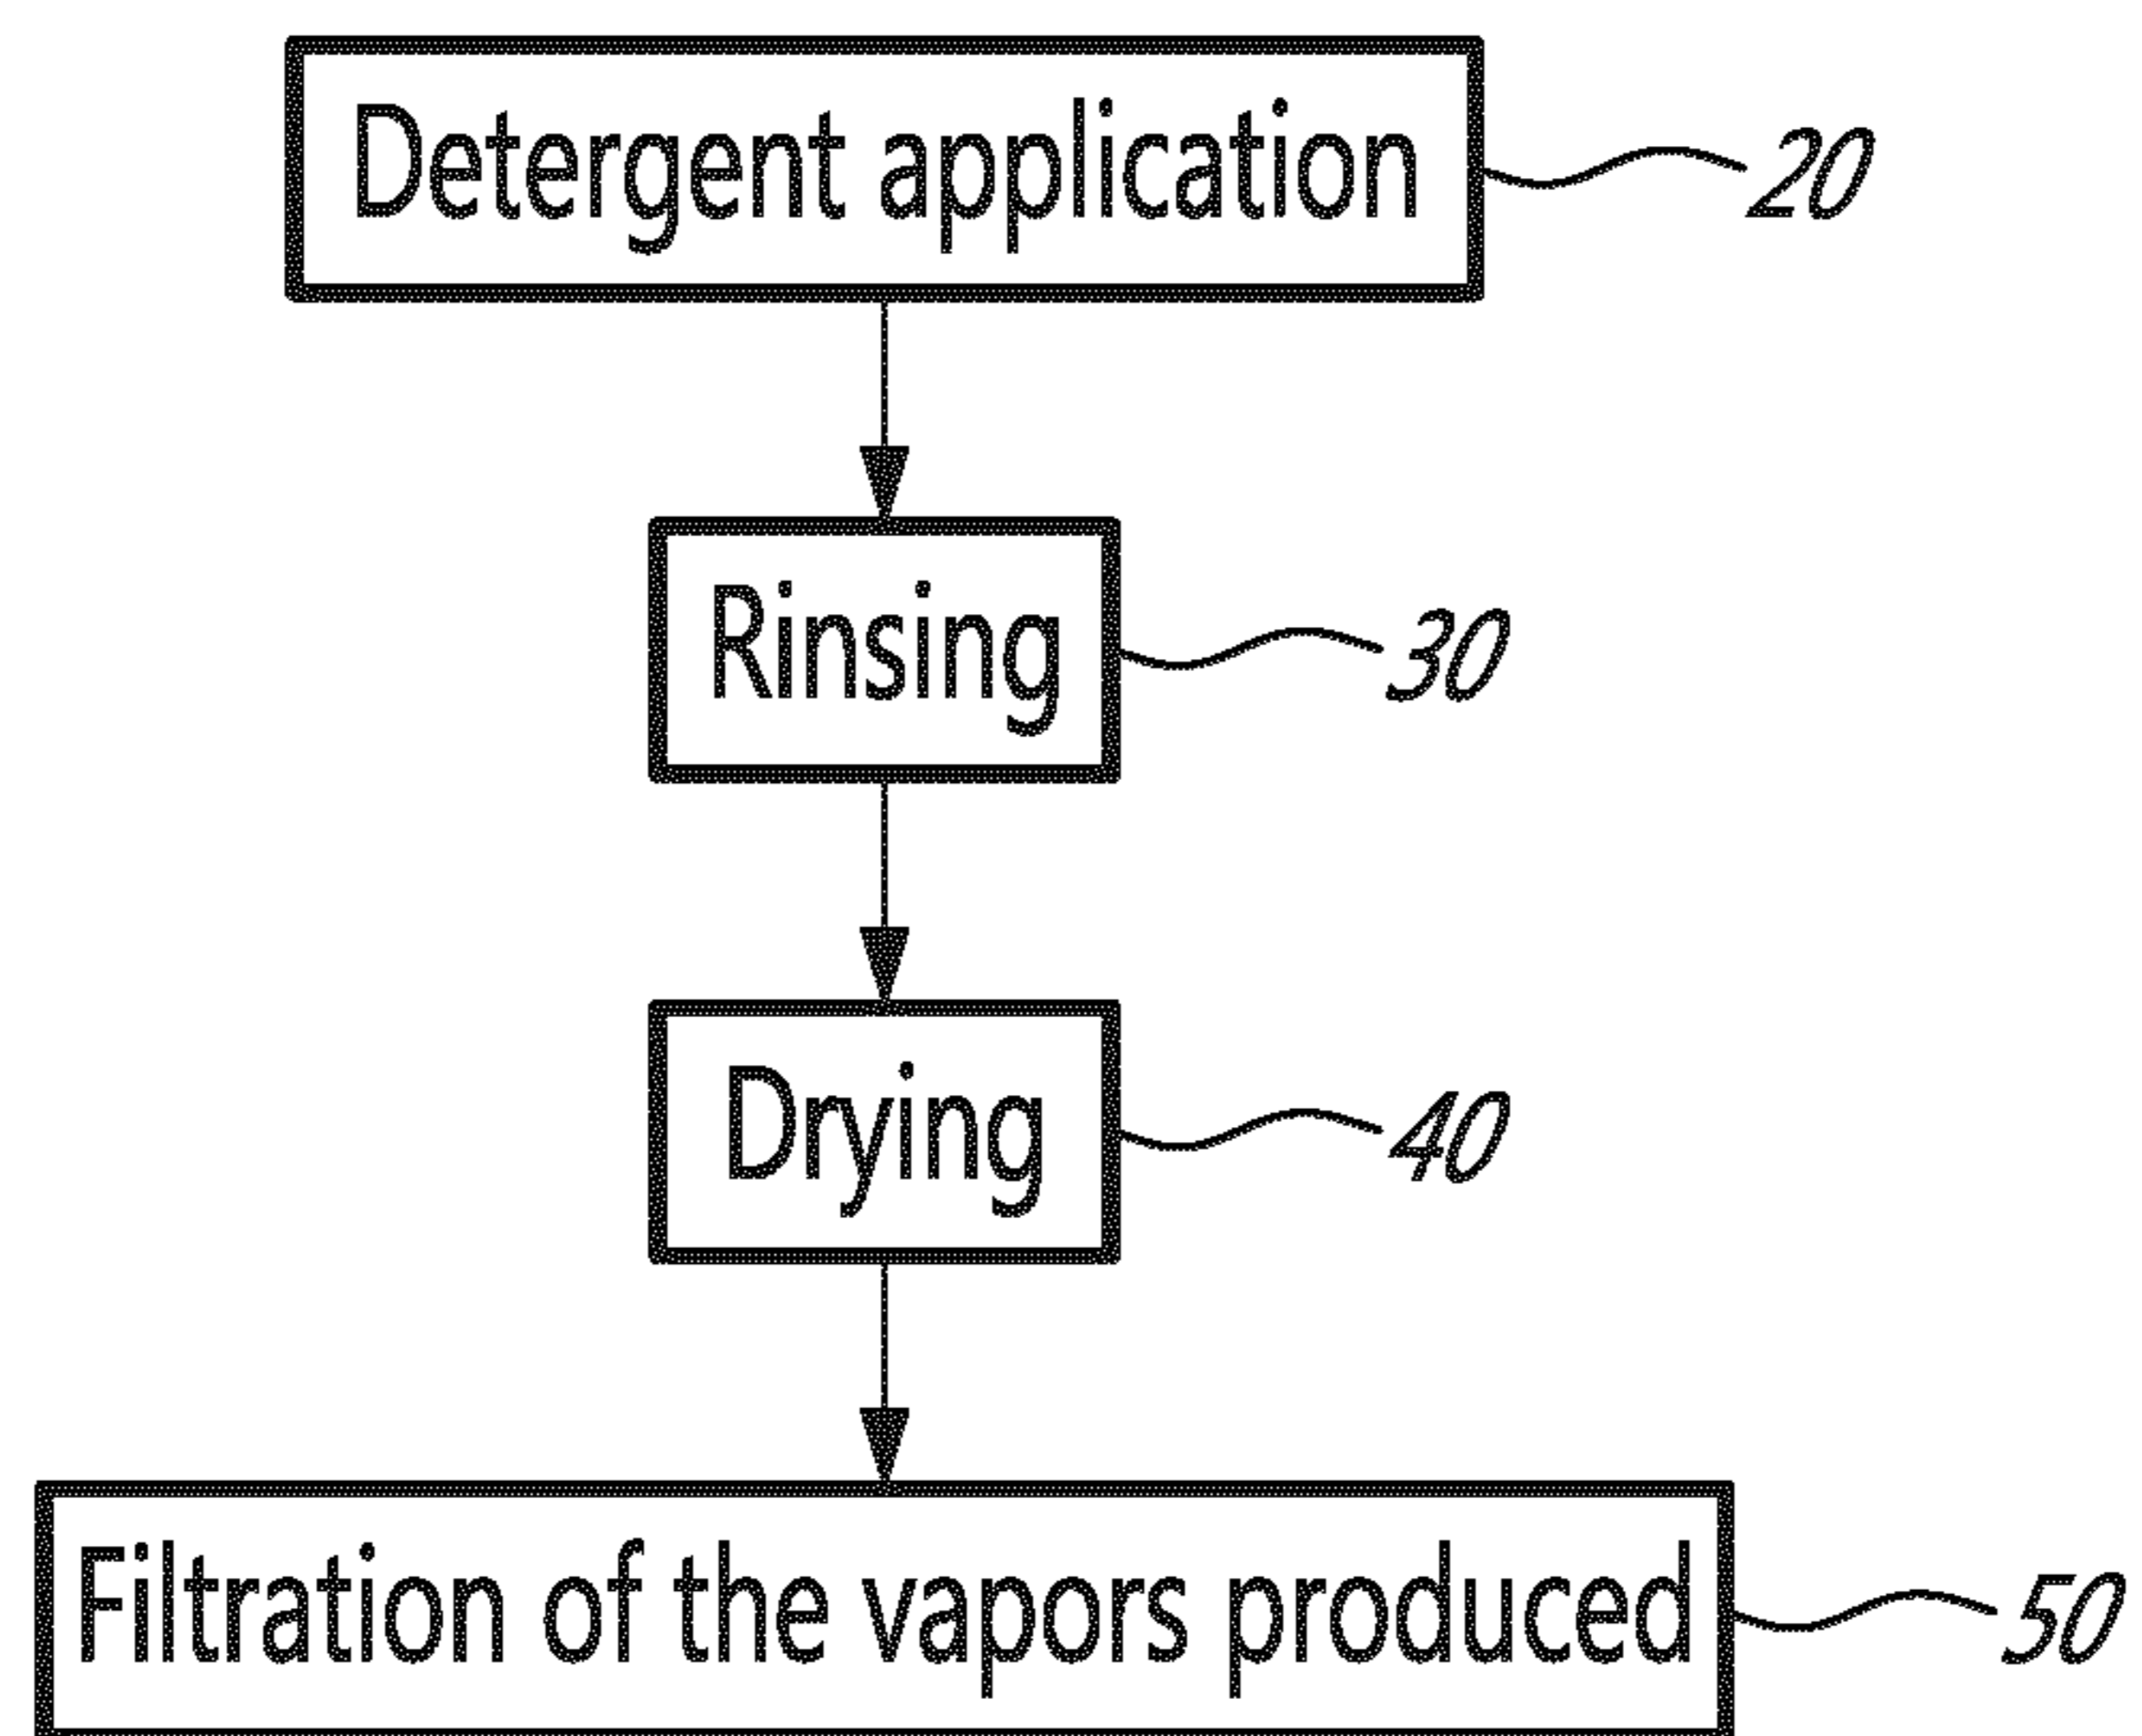 Detergent application 20
Rinsing 30
Drying 40
Filtration of the vapors produced 50